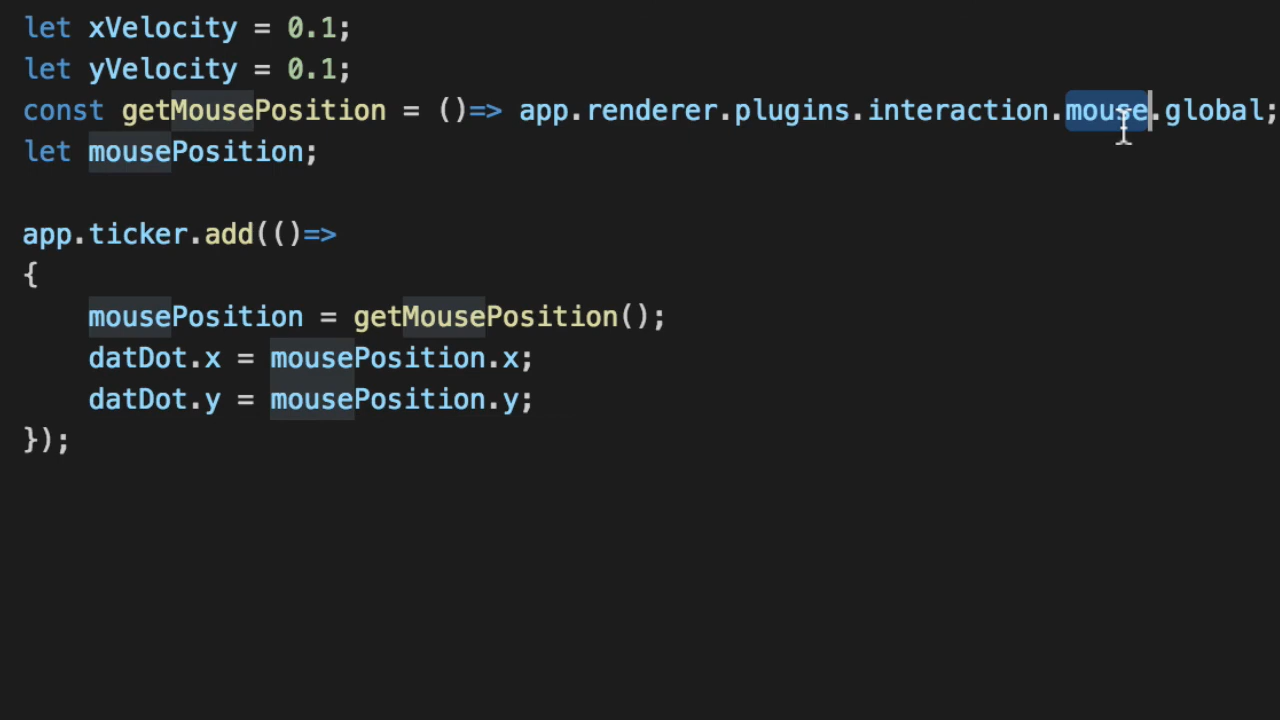 let xVelocity = 0.1;
let yVelocity = 0.1;
const getMousePosition = ()=> app.renderer.plugins.interaction.mouse.global;
let mousePosition;
app.ticker.add(()=>
{
mousePosition = getMousePosition();
datDot.x = mousePosition.x;
datDot.y = mousePosition.y;
});